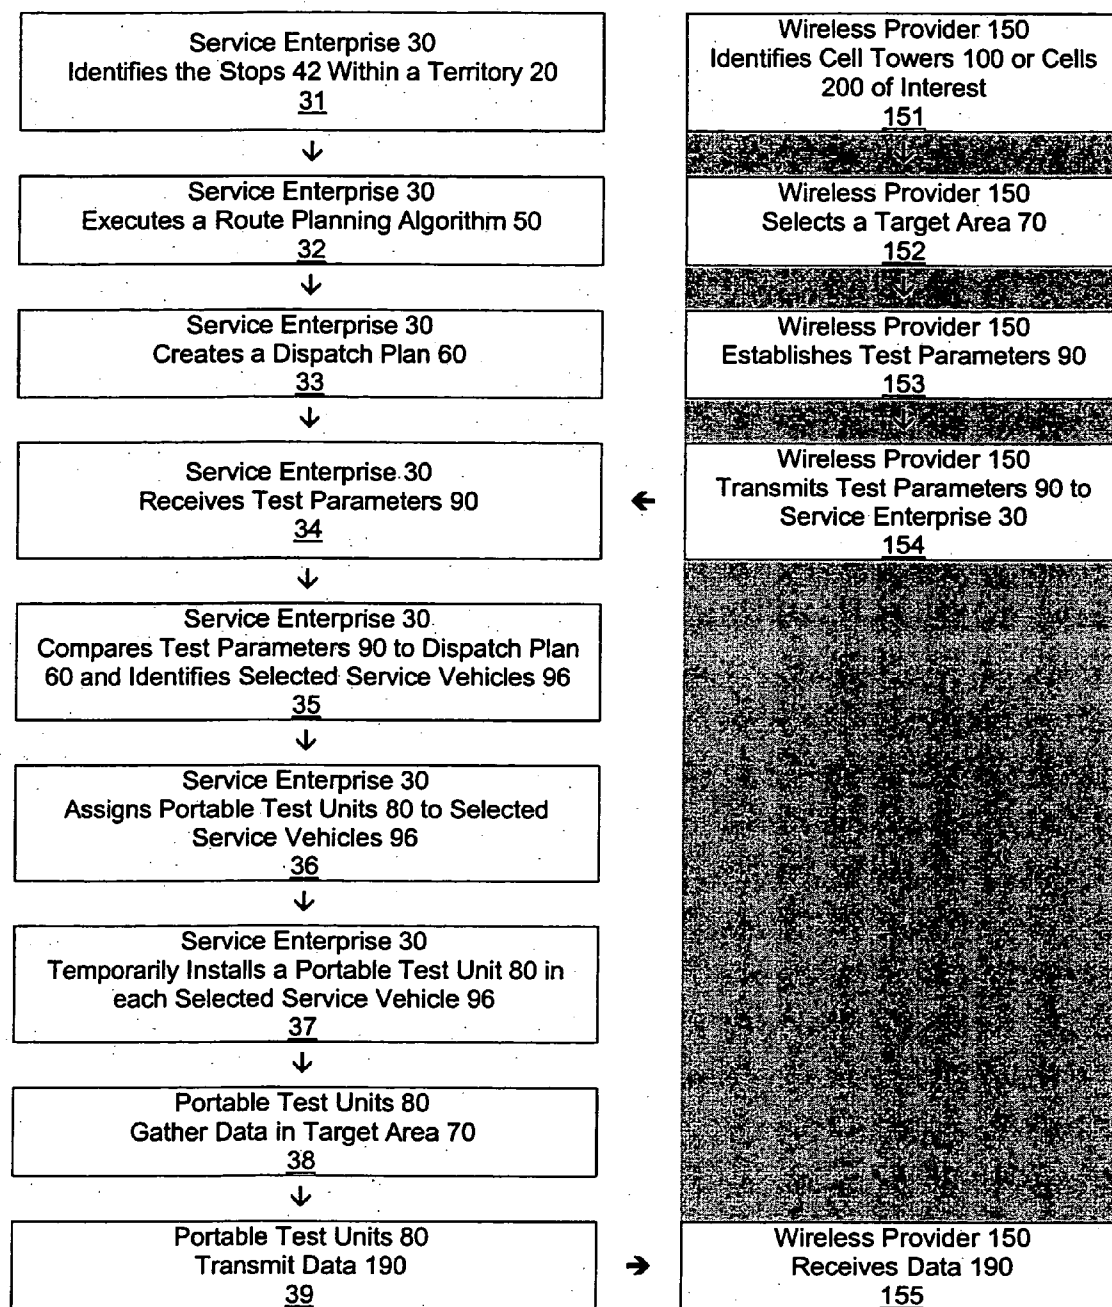 Service Enterprise 30
Identifies the Stops 42 Within a Territory 20
31
↓
Service Enterprise 30
Executes a Route Planning Algorithm 50
32
↓
Service Enterprise 30
Creates a Dispatch Plan 60
33
↓
Service Enterprise 30
Receives Test Parameters 90
34
↓
Service Enterprise 30
Compares Test Parameters 90 to Dispatch Plan
60 and Identifies Selected Service Vehicles 96
35
↓
Service Enterprise 30
Assigns Portable Test Units 80 to Selected
Service Vehicles 96
36
↓
Service Enterprise 30
Temporarily Installs a Portable Test Unit 80 in
each Selected Service Vehicle 96
37
↓
Portable Test Units 80
Gather Data in Target Area 70
38
↓
Portable Test Units 80
Transmit Data 190
39
Wireless Provider 150
Identifies Cell Towers 100 or Cells
200 of Interest
151
↓
Wireless Provider 150
Selects a Target Area 70
152
↓
Wireless Provider 150
Establishes Test Parameters 90
153
↓
Wireless Provider 150
Transmits Test Parameters 90 to
Service Enterprise 30
154
←
→
Wireless Provider 150
Receives Data 190
155